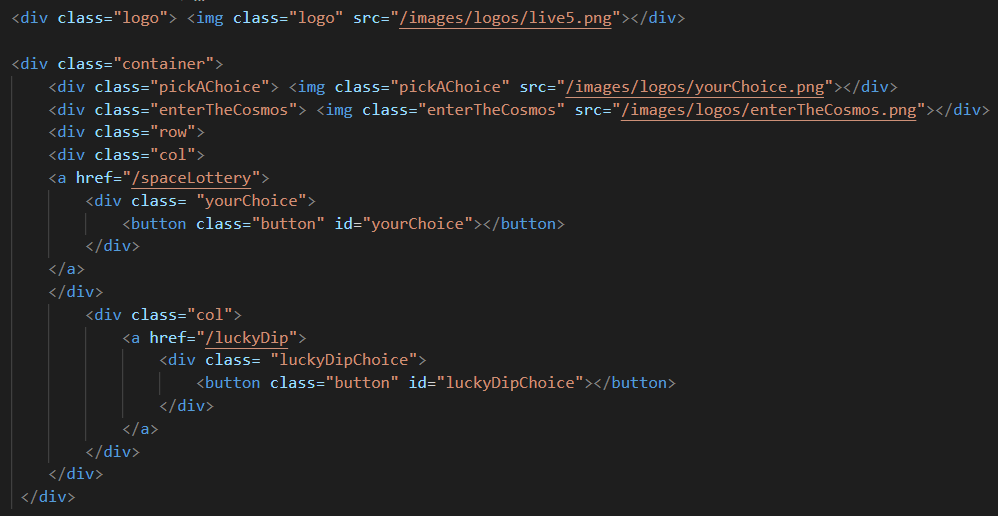 <div class="logo"> <img class="logo" src="/images/logos/live5.png"></div>
<div class="container">
<div class="pickAChoice"> <img class="pickAChoice" src="/images/logos/yourChoice.png"></div>
<div class="enterTheCosmos"> <img class="enterTheCosmos" src="/images/logos/enterTheCosmos.png"></div>
<div class="row">
<div class="col">
<a href="/spaceLottery">
<div class= "yourChoice">
<button class="button" id="yourChoice"></button>
</div>
</a>
</div>
<div class="col">
<a href="/luckyDip">
<div class= "luckyDipChoice">
<button class="button" id="luckyDipChoice"></button>
</div>
</a>
</div>
</div>
</div>